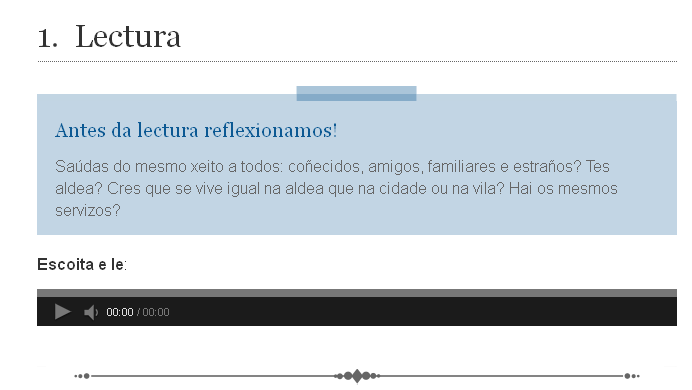 1. Lectura
Antes da lectura reflexionamos!
Saúdas do mesmo xeito a todos: coñecidos, amigos, familiares e estraños? Tes
aldea? Cres que se vive igual na aldea que na cidade ou na vila? Hai os mesmos
servizos?
Escoita e le:
00:00 / 00:00